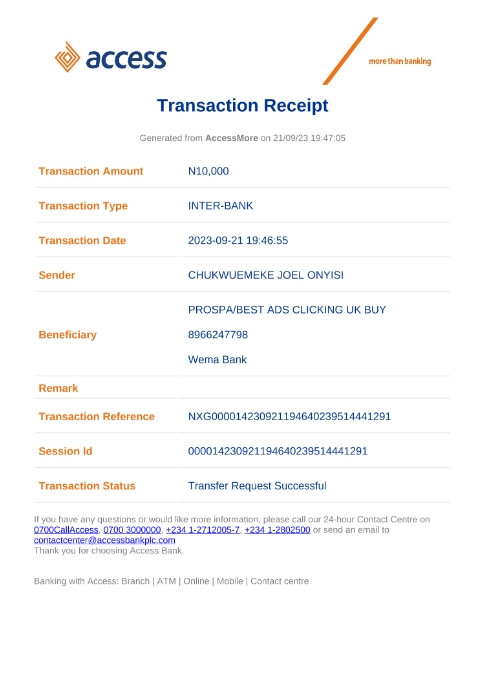 access
more than banking
Transaction Receipt
Generated from AccessMore on 21/09/23 19:47:05
Transaction Amount N10,000
Transaction Type INTER-BANK
Transaction Date 2023-09-21 19:46:55
Sender CHUKWUEMEKE JOEL ONYISI
PROSPA/BEST ADS CLICKING UK BUY
Beneficiary 8966247798
Wema Bank
Remark
Transaction Reference NXG000014230921194640239514441291
Session Id 000014230921194640239514441291
Transaction Status Transfer Request Successful
If you have any questions or would like more information, please call our 24-hour Contact Centre on
0700CallAccess, 0700 3000000, +234 1-2712005-7, +234 1-2802500 or send an email to
contactcenter@accessbankplc.com
Thank you for choosing Access Bank.
Banking with Access: Branch | ATM | Online | Mobile | Contact centre